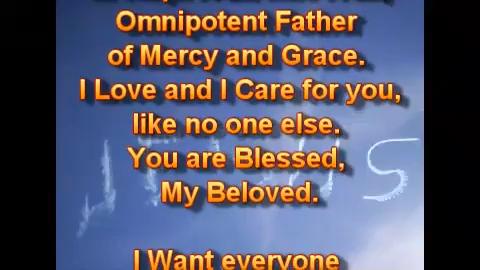 Omnipotent Father
of Mercy and Grace.
I Love and I Care for you,
like no one else.
You are Blessed,
My Beloved.
I Want everyone